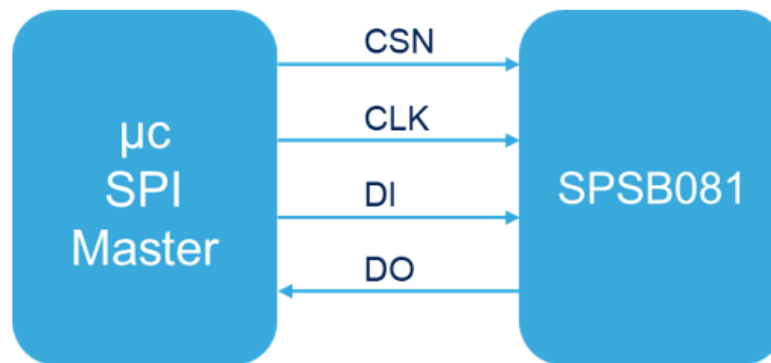 µc
SPI
Master
CSN
CLK
DI
DO
SPSB081